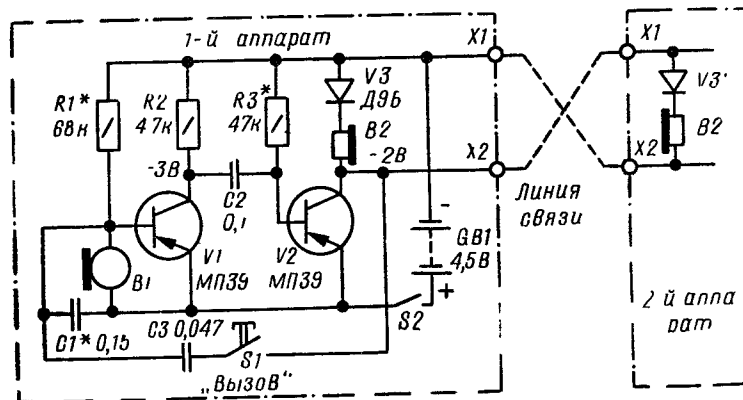 1-й аппарат
X1
X1
R1*
68к
R2
47к
R3*
47к
V3
Д9Б
B2
V3'
B2
-3В
-2В
X2
X2
C2
0,1
Линия
связи
V1
МП39
V2
МП39
B1
-
GB1
4,5В
+
S2
C1* 0,15
C3 0,047
S1
„Вызов“
2 й аппа
рат